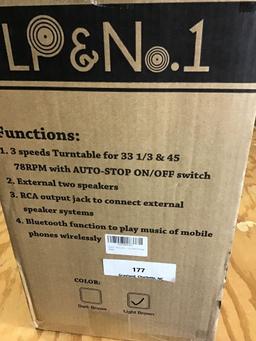 LP&No.1
Functions:
1. 3 speeds Turntable for 33 1/3 & 45
78RPM with AUTO-STOP ON/OFF switch
2. External two speakers
3. RCA output jack to connect external
speaker systems
4. Bluetooth function to play music of mobile
phones wirelessly
177
COLOR:
Dark Brown
Light Brown